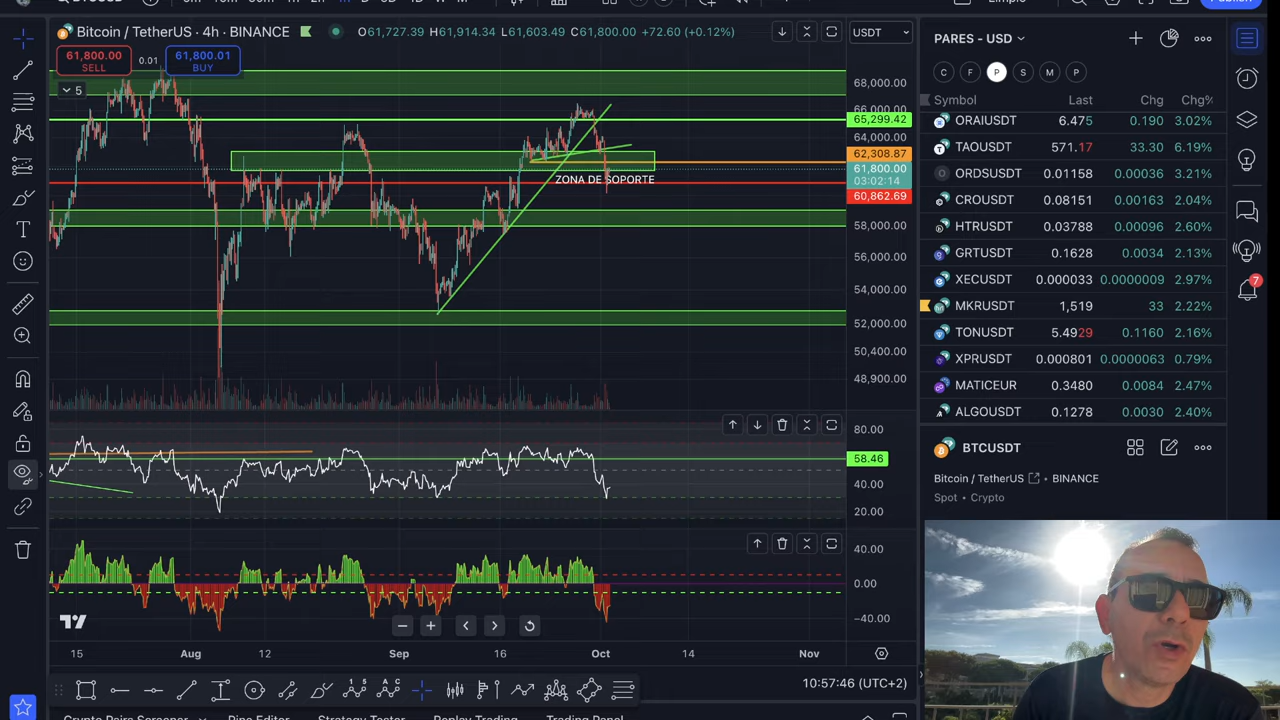 Bitcoin / TetherUS · 4h · BINANCE O61,727.39 H61,914.34 L61,603.49 C61,800.00 +72.60 (+0.12%)
61,800.00
SELL
0.01
61,800.01
BUY
5
USDT
68,000.00
66,000.00
65,299.42
64,000.00
62,308.87
61,800.00
03:02:14
60,862.69
58,000.00
56,000.00
54,000.00
52,000.00
50,400.00
48,900.00
ZONA DE SOPORTE
80.00
58.46
40.00
20.00
40.00
0.00
−40.00
15 Aug 12 Sep 16 Oct 14 Nov
10:57:46 (UTC+2)
Crypto Pairs Screener Pine Editor Strategy Tester Replay Trading Trading Panel
Publish
PARES - USD
C F P S M P
Symbol Last Chg Chg%
ORAIUSDT 6.475 0.190 3.02%
TAOUSDT 571.17 33.30 6.19%
ORDSUSDT 0.01158 0.00036 3.21%
CROUSDT 0.08151 0.00163 2.04%
HTRUSDT 0.03788 0.00096 2.60%
GRTUSDT 0.1628 0.0034 2.13%
XECUSDT 0.000033 0.0000009 2.97%
MKRUSDT 1,519 33 2.22%
TONUSDT 5.4929 0.1160 2.16%
XPRUSDT 0.000801 0.0000063 0.79%
MATICEUR 0.3480 0.0084 2.47%
ALGOUSDT 0.1278 0.0030 2.40%
7
BTCUSDT
Bitcoin / TetherUS BINANCE
Spot • Crypto